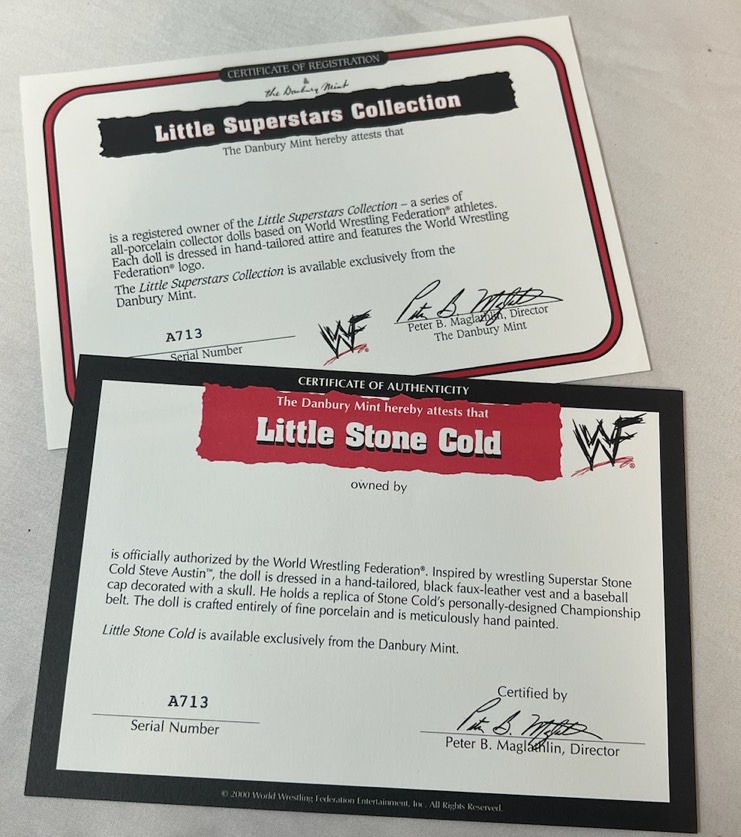 CERTIFICATE OF REGISTRATION
&
the Danbury Mint
Little Superstars Collection
The Danbury Mint hereby attests that
is a registered owner of the Little Superstars Collection – a series of
all-porcelain collector dolls based on World Wrestling Federation® athletes.
Each doll is dressed in hand-tailored attire and features the World Wrestling
Federation® logo.
The Little Superstars Collection is available exclusively from the
Danbury Mint.
A713
Serial Number
WF
Peter B. Maglathlin
Peter B. Maglathlin, Director
The Danbury Mint
CERTIFICATE OF AUTHENTICITY
The Danbury Mint hereby attests that
Little Stone Cold
WF
owned by
is officially authorized by the World Wrestling Federation®. Inspired by wrestling Superstar Stone
Cold Steve Austin™, the doll is dressed in a hand-tailored, black faux-leather vest and a baseball
cap decorated with a skull. He holds a replica of Stone Cold's personally-designed Championship
belt. The doll is crafted entirely of fine porcelain and is meticulously hand painted.
Little Stone Cold is available exclusively from the Danbury Mint.
A713
Serial Number
Certified by
Peter B. Maglathlin
Peter B. Maglathlin, Director
© 2000 World Wrestling Federation Entertainment, Inc. All Rights Reserved.